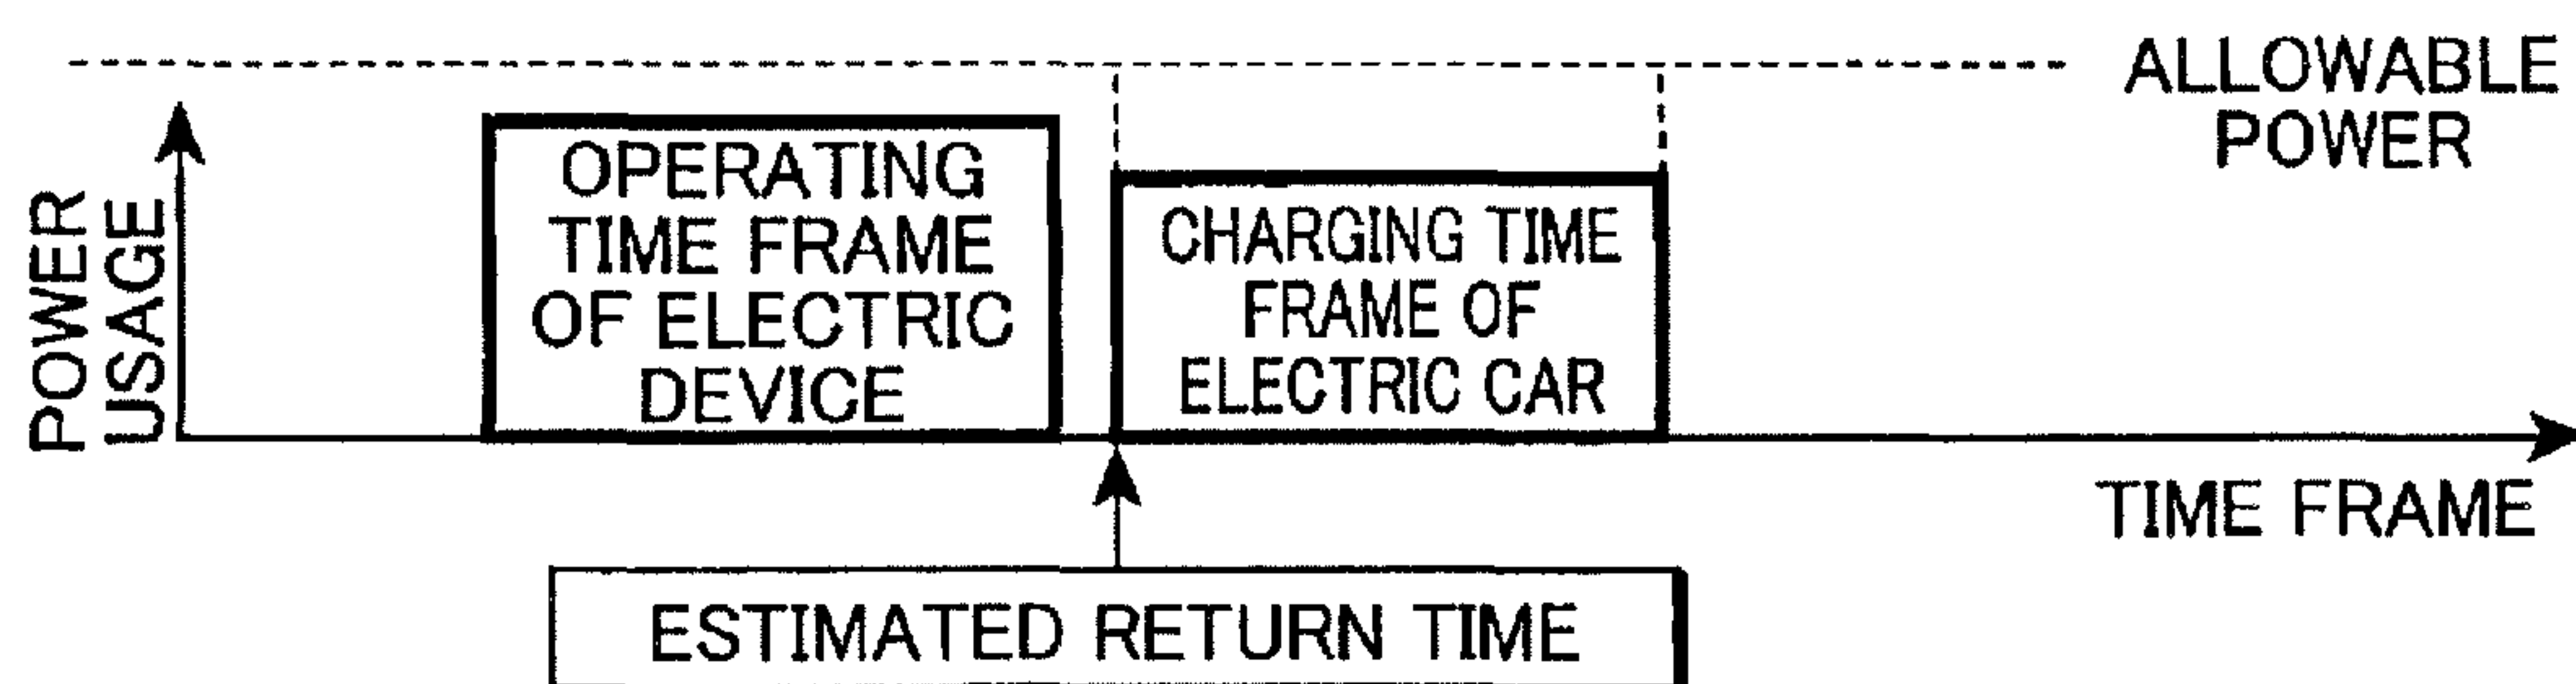 ALLOWABLE
POWER
POWER
USAGE
OPERATING
TIME FRAME
OF ELECTRIC
DEVICE
CHARGING TIME
FRAME OF
ELECTRIC CAR
TIME FRAME
ESTIMATED RETURN TIME